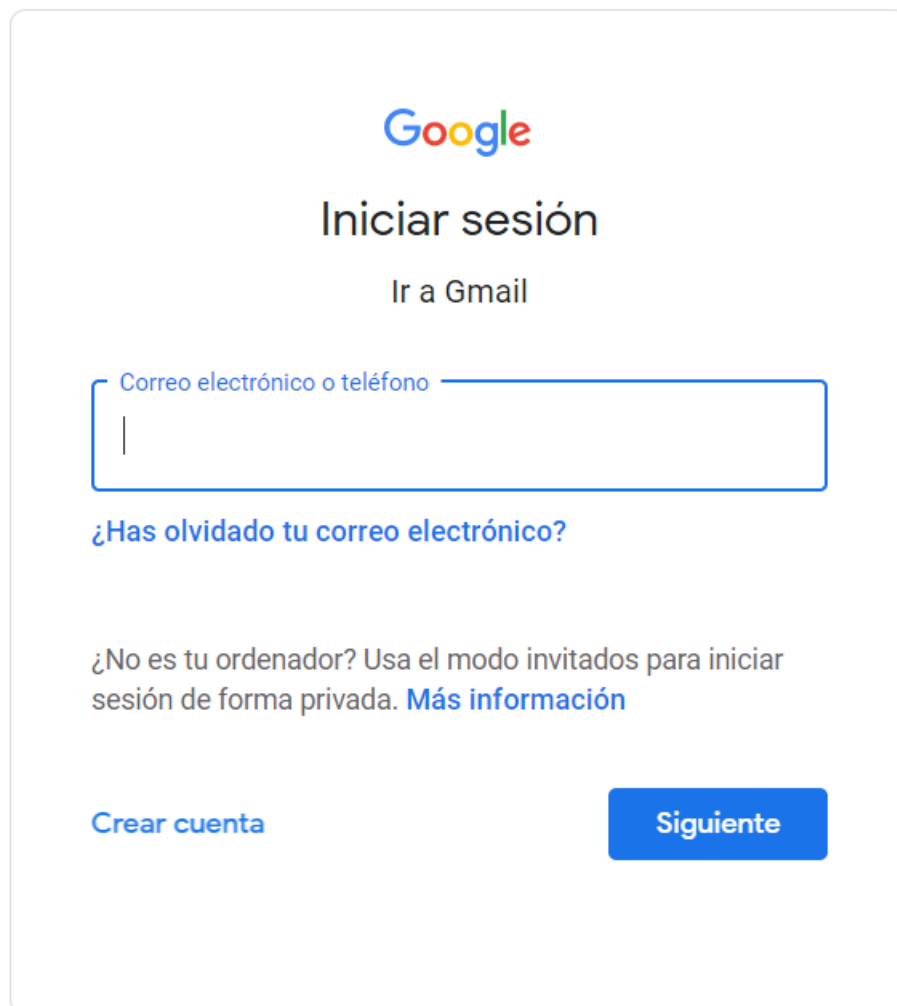 Google
Iniciar sesión
Ir a Gmail
Correo electrónico o teléfono
¿Has olvidado tu correo electrónico?
¿No es tu ordenador? Usa el modo invitados para iniciar
sesión de forma privada. Más información
Crear cuenta
Siguiente